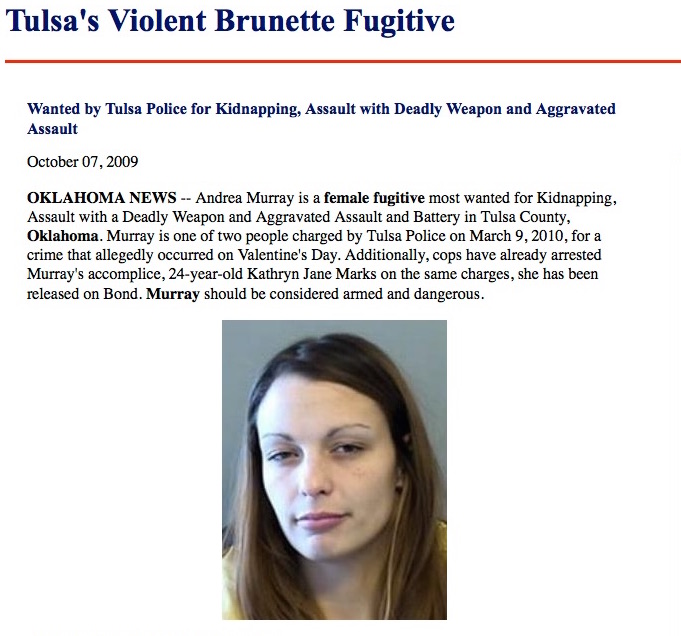 Tulsa's Violent Brunette Fugitive
Wanted by Tulsa Police for Kidnapping, Assault with Deadly Weapon and Aggravated
Assault
October 07, 2009
OKLAHOMA NEWS -- Andrea Murray is a female fugitive most wanted for Kidnapping,
Assault with a Deadly Weapon and Aggravated Assault and Battery in Tulsa County,
Oklahoma. Murray is one of two people charged by Tulsa Police on March 9, 2010, for a
crime that allegedly occurred on Valentine's Day. Additionally, cops have already arrested
Murray's accomplice, 24-year-old Kathryn Jane Marks on the same charges, she has been
released on Bond. Murray should be considered armed and dangerous.